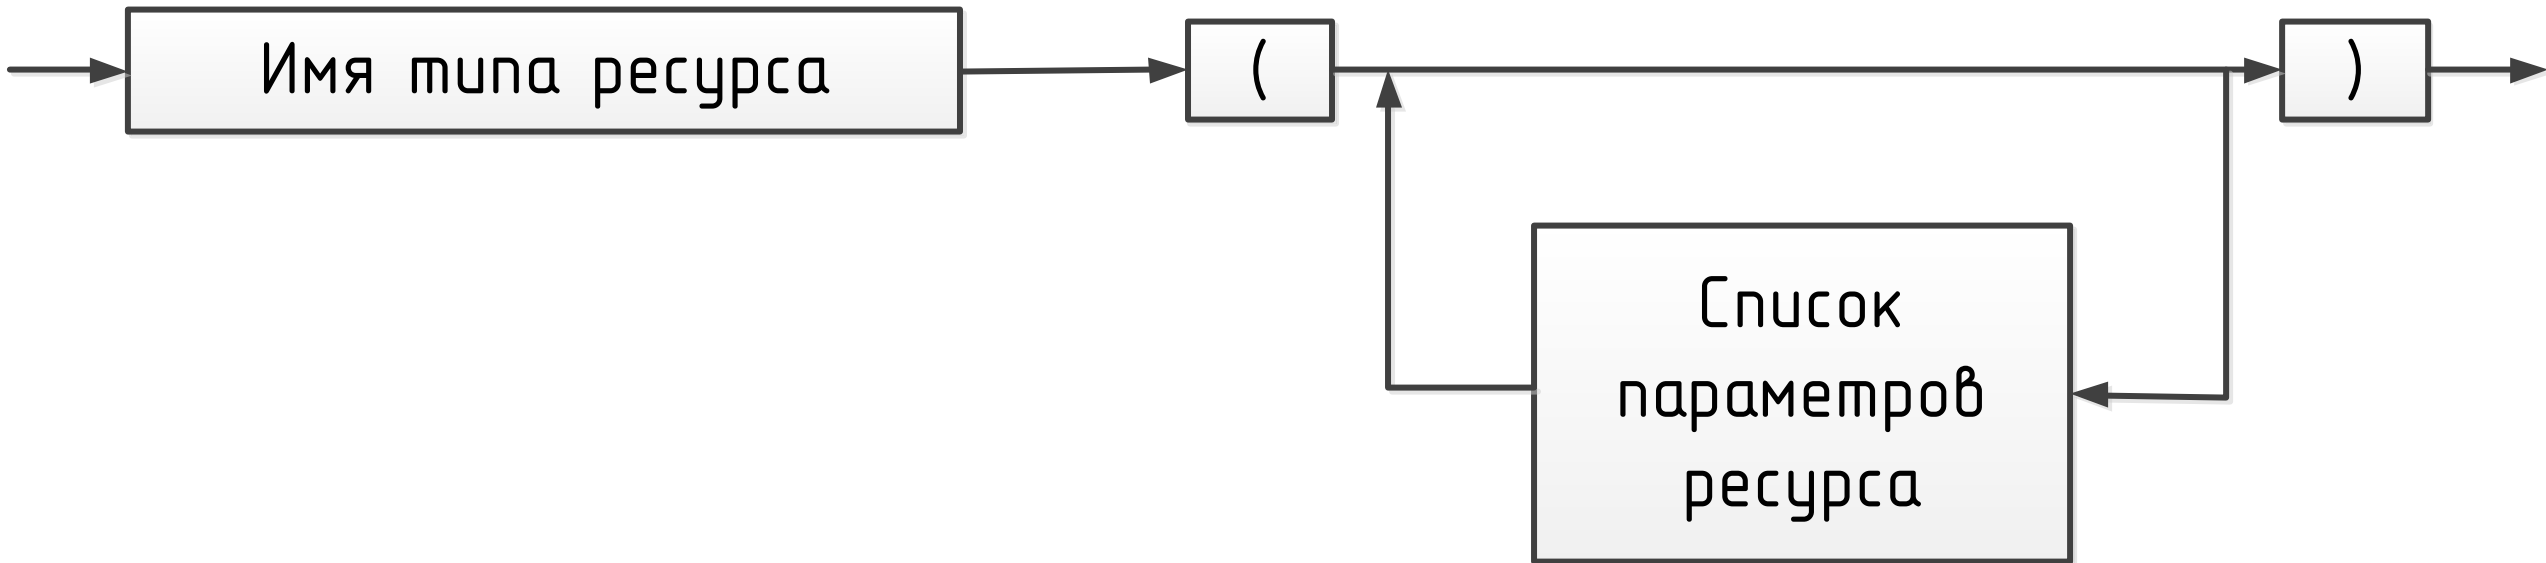 Имя типа ресурса
(
)
Список
параметров
ресурса